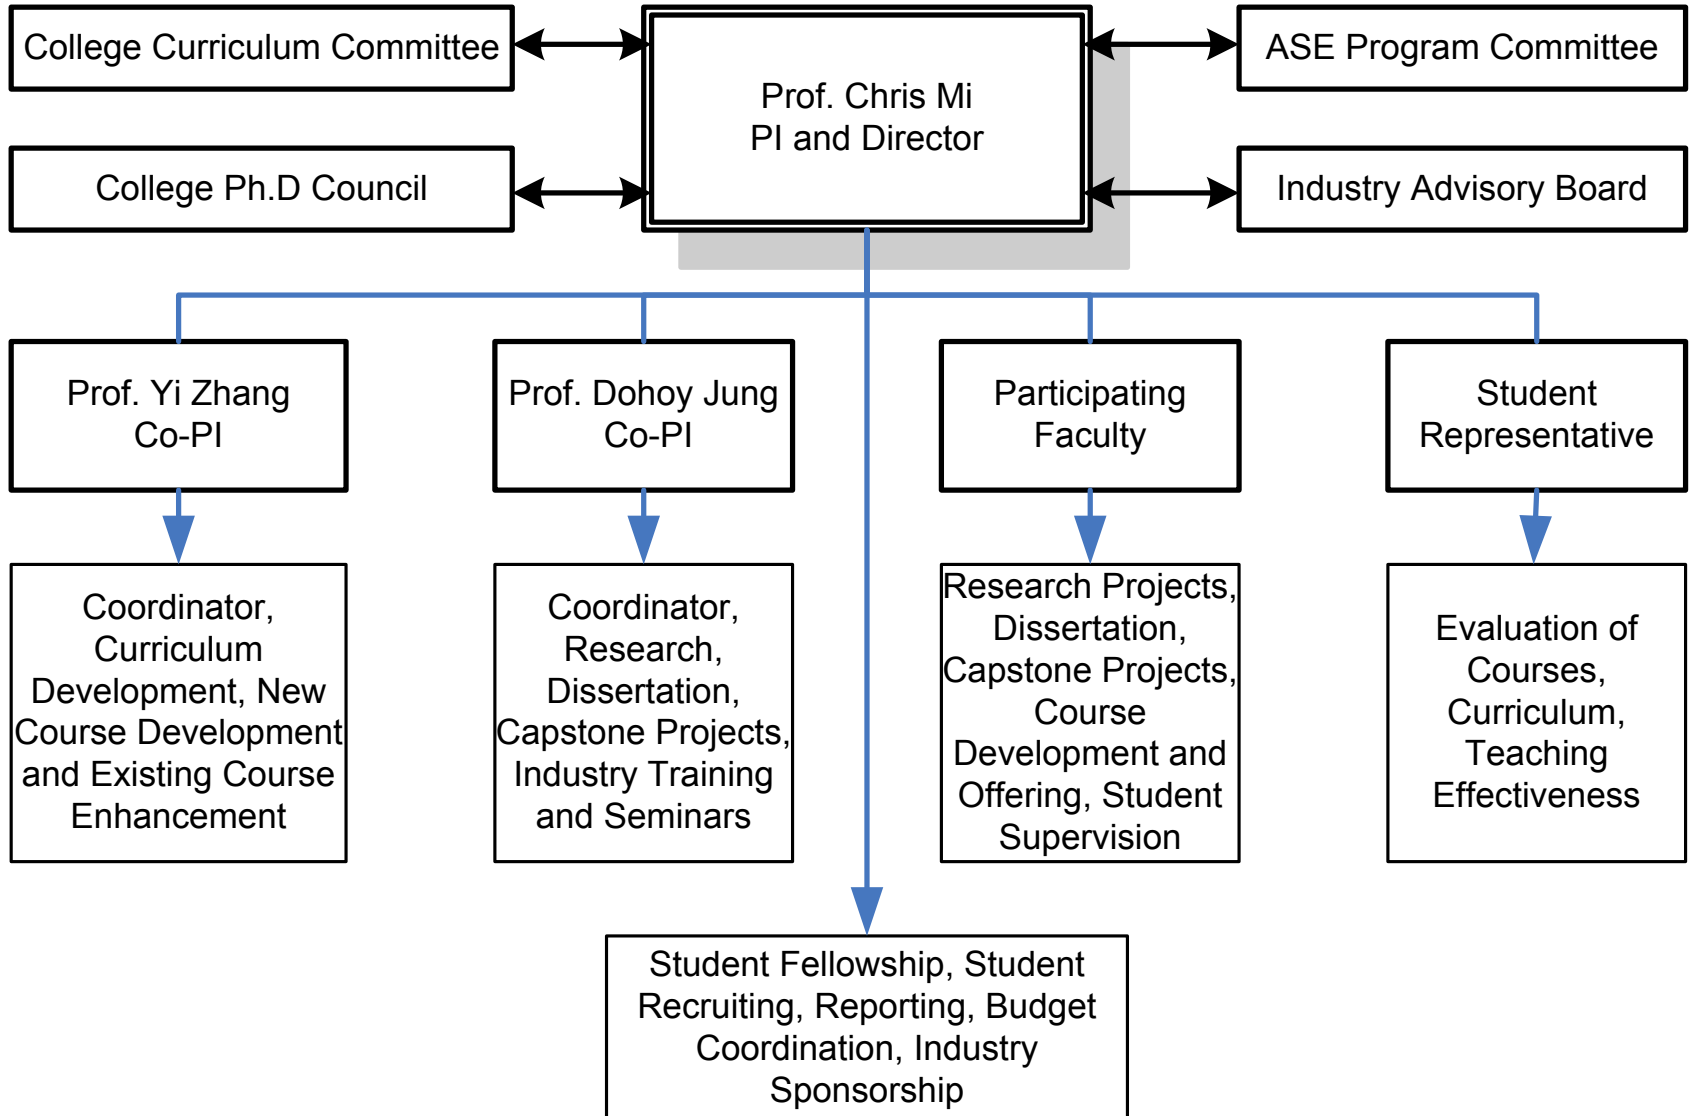 College Curriculum Committee
Prof. Chris Mi
PI and Director
ASE Program Committee
College Ph.D Council
Industry Advisory Board
Prof. Yi Zhang
Co-PI
Prof. Dohoy Jung
Co-PI
Participating
Faculty
Student
Representative
Coordinator,
Curriculum
Development, New
Course Development
and Existing Course
Enhancement
Coordinator,
Research,
Dissertation,
Capstone Projects,
Industry Training
and Seminars
Research Projects,
Dissertation,
Capstone Projects,
Course
Development and
Offering, Student
Supervision
Evaluation of
Courses,
Curriculum,
Teaching
Effectiveness
Student Fellowship, Student
Recruiting, Reporting, Budget
Coordination, Industry
Sponsorship